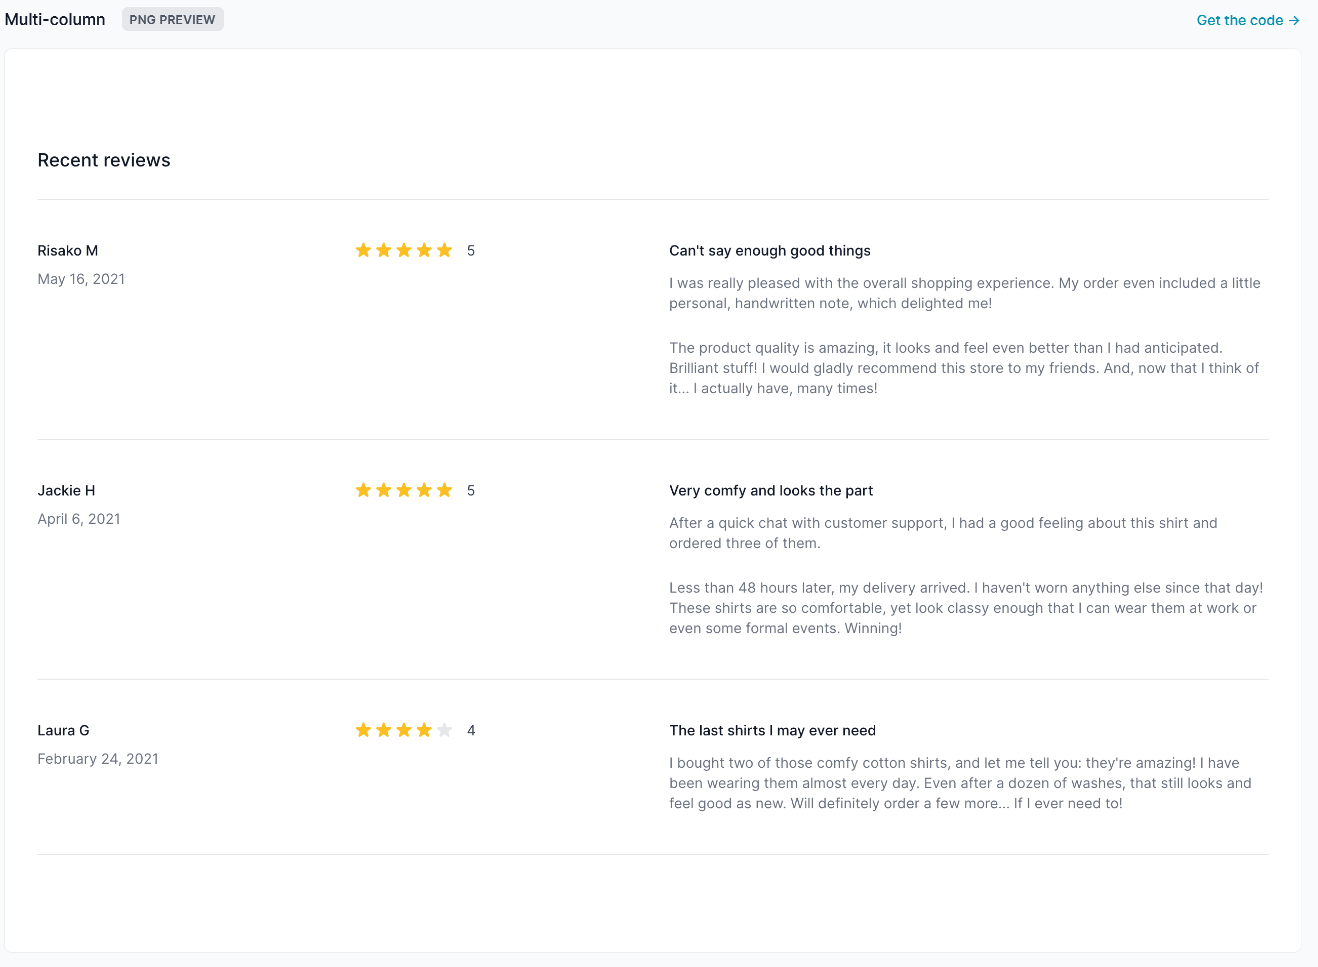 Multi-column
PNG PREVIEW
Get the code →
Recent reviews
Risako M
May 16, 2021
5
Can't say enough good things
I was really pleased with the overall shopping experience. My order even included a little
personal, handwritten note, which delighted me!
The product quality is amazing, it looks and feel even better than I had anticipated.
Brilliant stuff! I would gladly recommend this store to my friends. And, now that I think of
it... I actually have, many times!
Jackie H
April 6, 2021
5
Very comfy and looks the part
After a quick chat with customer support, I had a good feeling about this shirt and
ordered three of them.
Less than 48 hours later, my delivery arrived. I haven't worn anything else since that day!
These shirts are so comfortable, yet look classy enough that I can wear them at work or
even some formal events. Winning!
Laura G
February 24, 2021
4
The last shirts I may ever need
I bought two of those comfy cotton shirts, and let me tell you: they're amazing! I have
been wearing them almost every day. Even after a dozen of washes, that still looks and
feel good as new. Will definitely order a few more... If I ever need to!